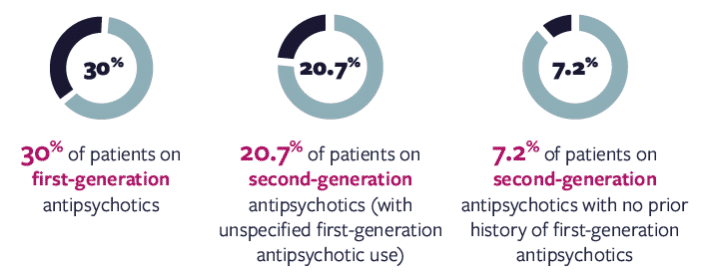 30%
20.7%
7.2%
30% of patients on
first-generation
antipsychotics
20.7% of patients on
second-generation
antipsychotics (with
unspecified first-generation
antipsychotic use)
7.2% of patients on
second-generation
antipsychotics with no prior
history of first-generation
antipsychotics